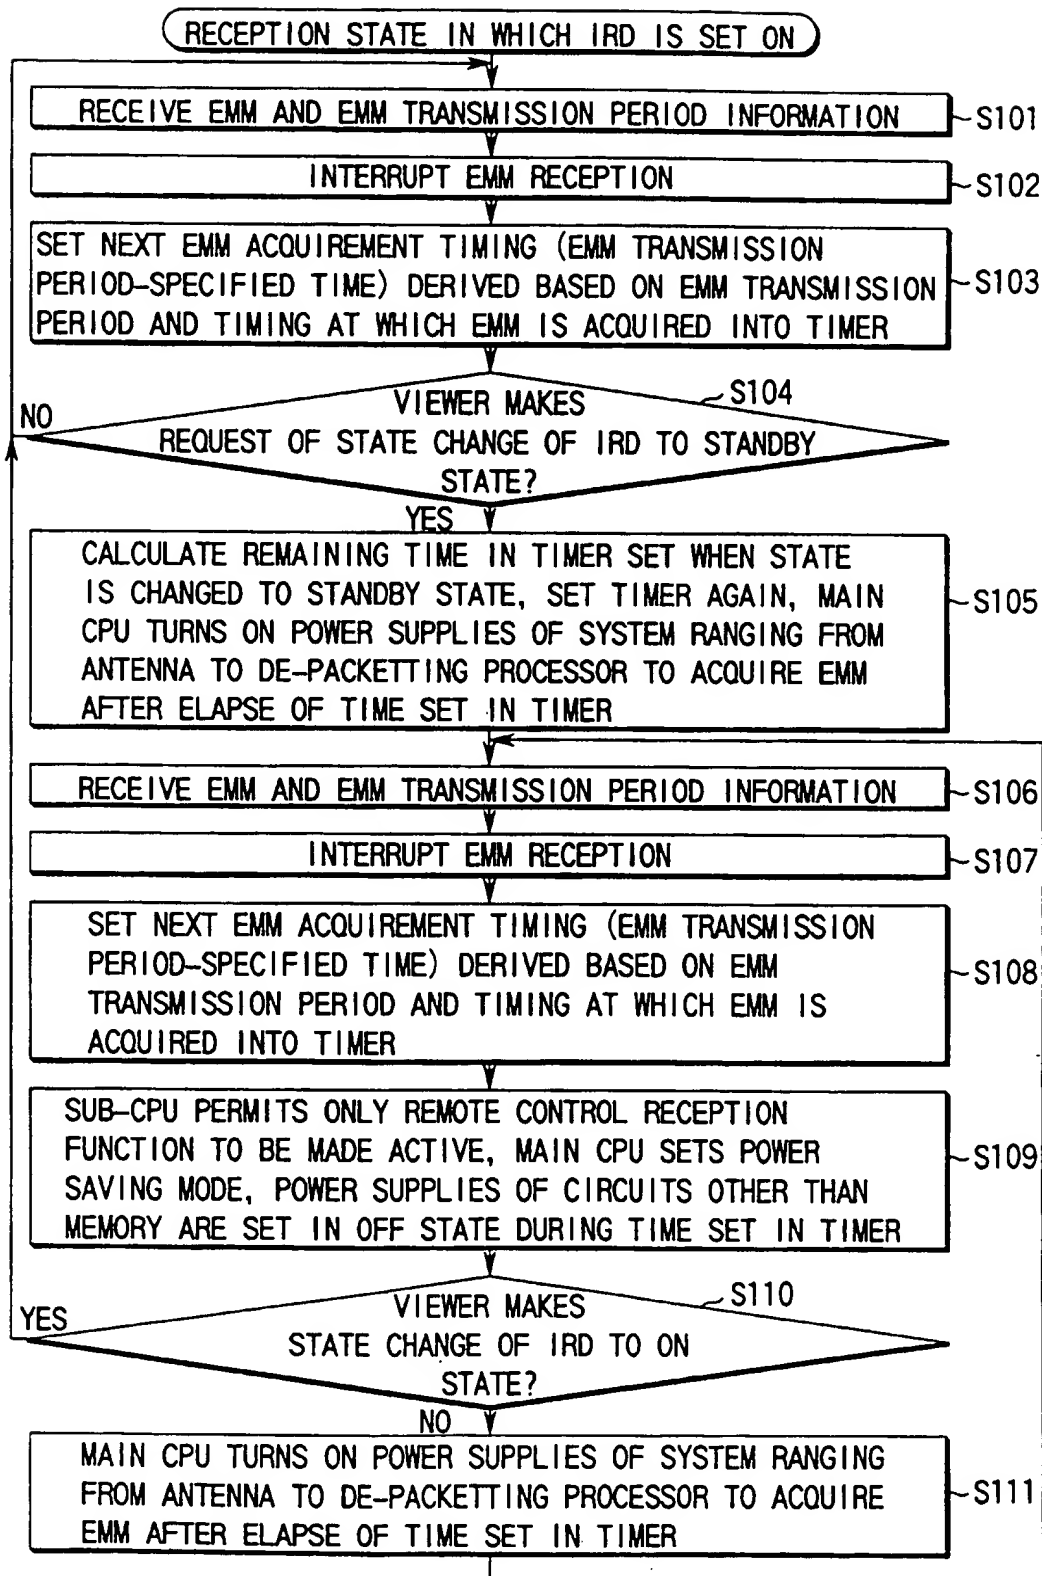 RECEPTION STATE IN WHICH IRD IS SET ON
RECEIVE EMM AND EMM TRANSMISSION PERIOD INFORMATION
S101
INTERRUPT EMM RECEPTION
S102
SET NEXT EMM ACQUIREMENT TIMING (EMM TRANSMISSION
PERIOD-SPECIFIED TIME) DERIVED BASED ON EMM TRANSMISSION
PERIOD AND TIMING AT WHICH EMM IS ACQUIRED INTO TIMER
S103
S104
VIEWER MAKES
REQUEST OF STATE CHANGE OF IRD TO STANDBY
STATE?
NO
YES
CALCULATE REMAINING TIME IN TIMER SET WHEN STATE
IS CHANGED TO STANDBY STATE, SET TIMER AGAIN, MAIN
CPU TURNS ON POWER SUPPLIES OF SYSTEM RANGING FROM
ANTENNA TO DE-PACKETTING PROCESSOR TO ACQUIRE EMM
AFTER ELAPSE OF TIME SET IN TIMER
S105
RECEIVE EMM AND EMM TRANSMISSION PERIOD INFORMATION
S106
INTERRUPT EMM RECEPTION
S107
SET NEXT EMM ACQUIREMENT TIMING (EMM TRANSMISSION
PERIOD-SPECIFIED TIME) DERIVED BASED ON EMM
TRANSMISSION PERIOD AND TIMING AT WHICH EMM IS
ACQUIRED INTO TIMER
S108
SUB-CPU PERMITS ONLY REMOTE CONTROL RECEPTION
FUNCTION TO BE MADE ACTIVE, MAIN CPU SETS POWER
SAVING MODE, POWER SUPPLIES OF CIRCUITS OTHER THAN
MEMORY ARE SET IN OFF STATE DURING TIME SET IN TIMER
S109
S110
VIEWER MAKES
STATE CHANGE OF IRD TO ON
STATE?
YES
NO
MAIN CPU TURNS ON POWER SUPPLIES OF SYSTEM RANGING
FROM ANTENNA TO DE-PACKETTING PROCESSOR TO ACQUIRE
EMM AFTER ELAPSE OF TIME SET IN TIMER
S111